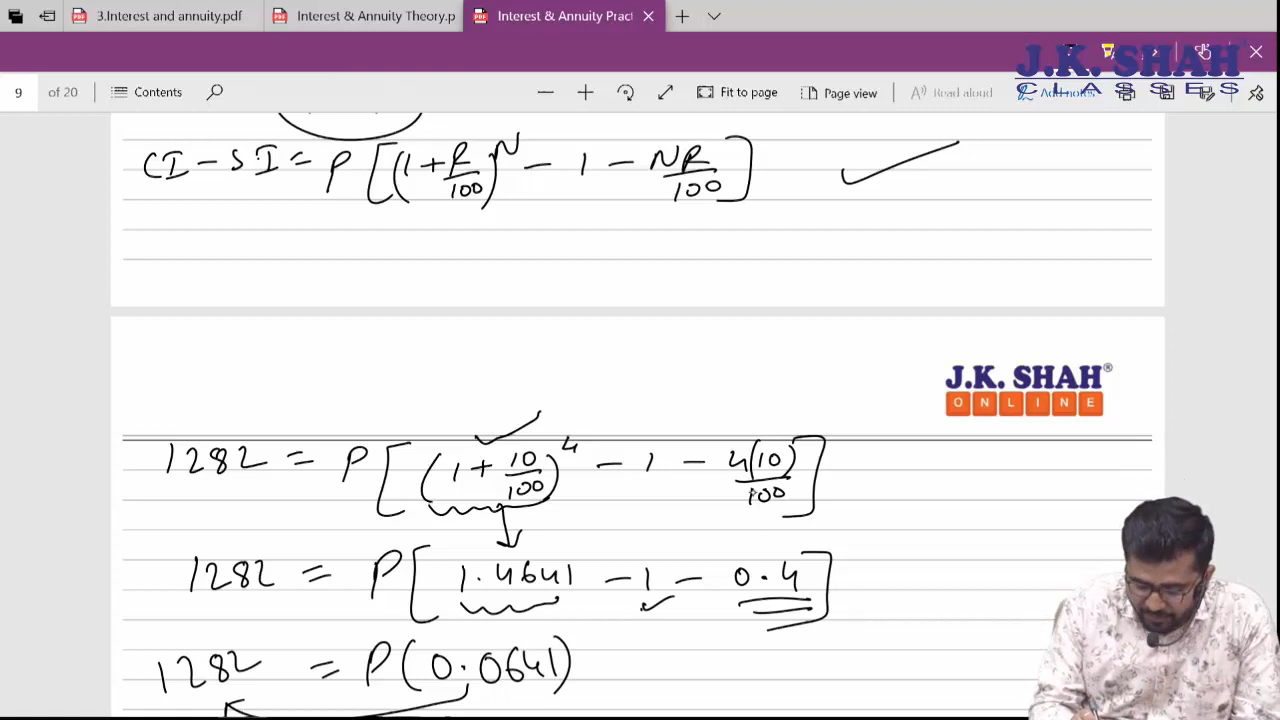 3.Interest and annuity.pdf
Interest & Annuity Theory.p
Interest & Annuity Pract
J.K. SHAH
CLASSES
9 of 20
Contents
Fit to page
Page view
Read aloud
CI - SI = P [(1 + R/100)^N - 1 - NR/100]
J.K. SHAH®
ONLINE
1282 = P [(1 + 10/100)^4 - 1 - 4(10)/100]
1282 = P [1.4641 - 1 - 0.4]
1282 = P(0.0641)